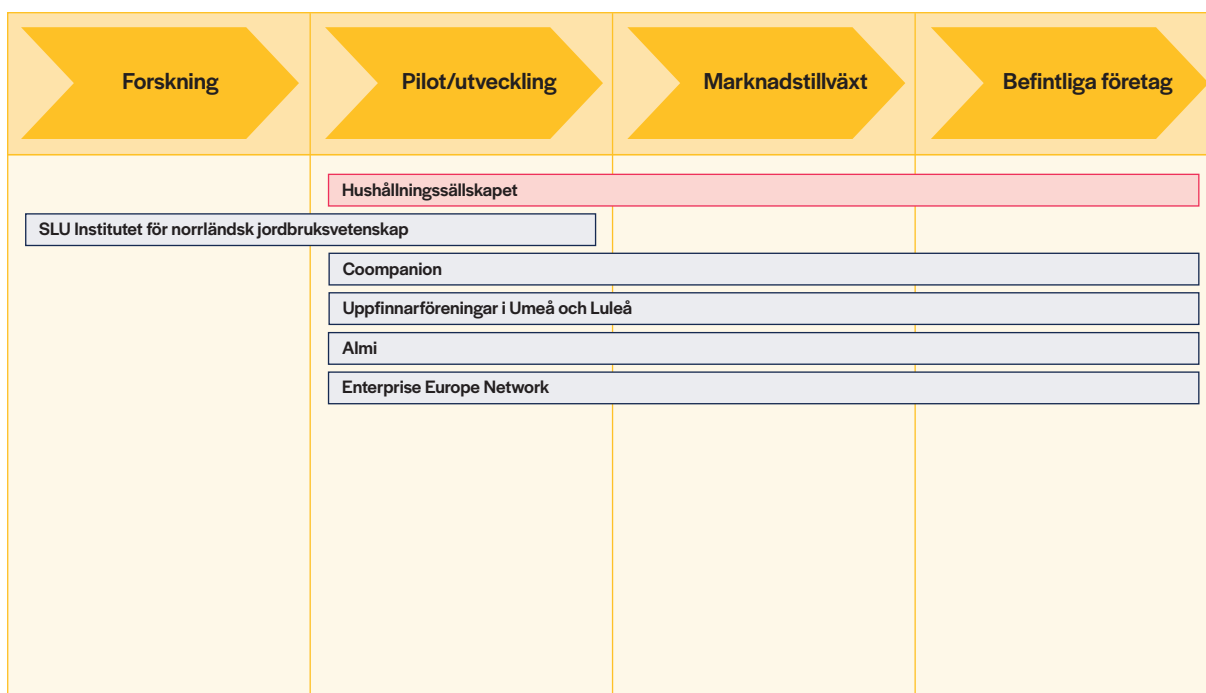 Forskning
Pilot/utveckling
Marknadstillväxt
Befintliga företag
Hushållningssällskapet
SLU Institutet för norrländsk jordbruksvetenskap
Coompanion
Uppfinnarföreningar i Umeå och Luleå
Almi
Enterprise Europe Network